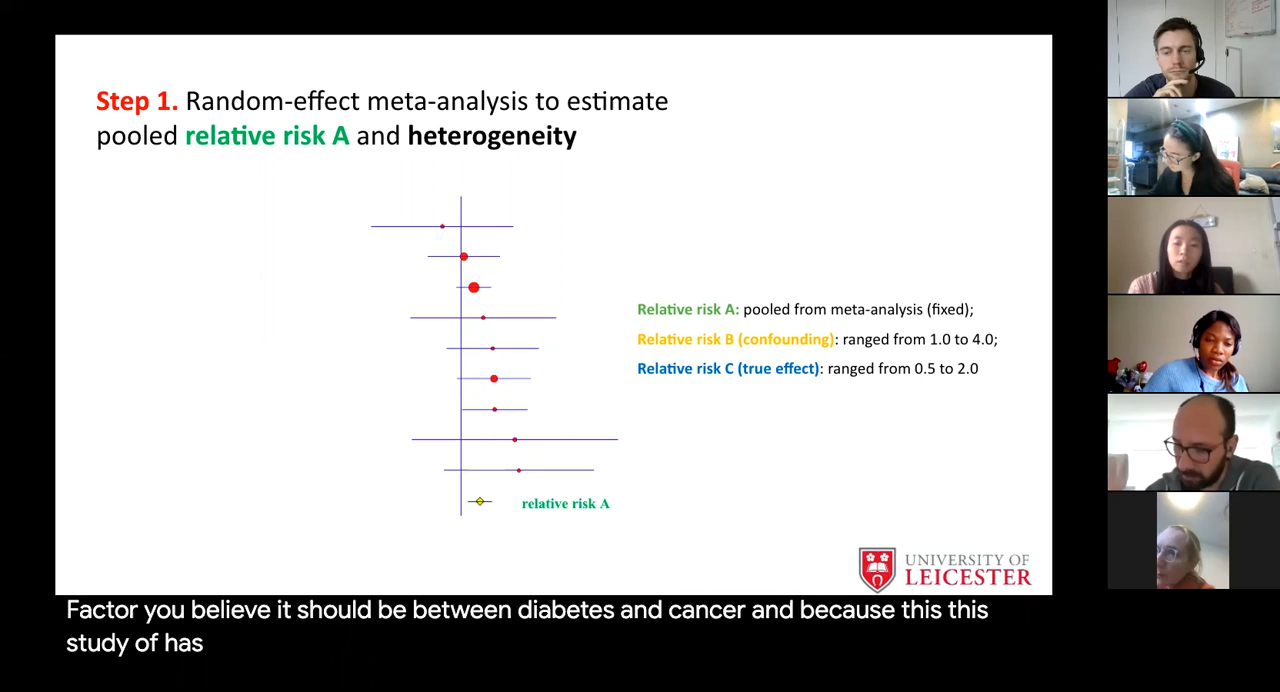 Step 1. Random-effect meta-analysis to estimate
pooled relative risk A and heterogeneity
Relative risk A: pooled from meta-analysis (fixed);
Relative risk B (confounding): ranged from 1.0 to 4.0;
Relative risk C (true effect): ranged from 0.5 to 2.0
relative risk A
UNIVERSITY OF
LEICESTER
Factor you believe it should be between diabetes and cancer and because this this
study of has